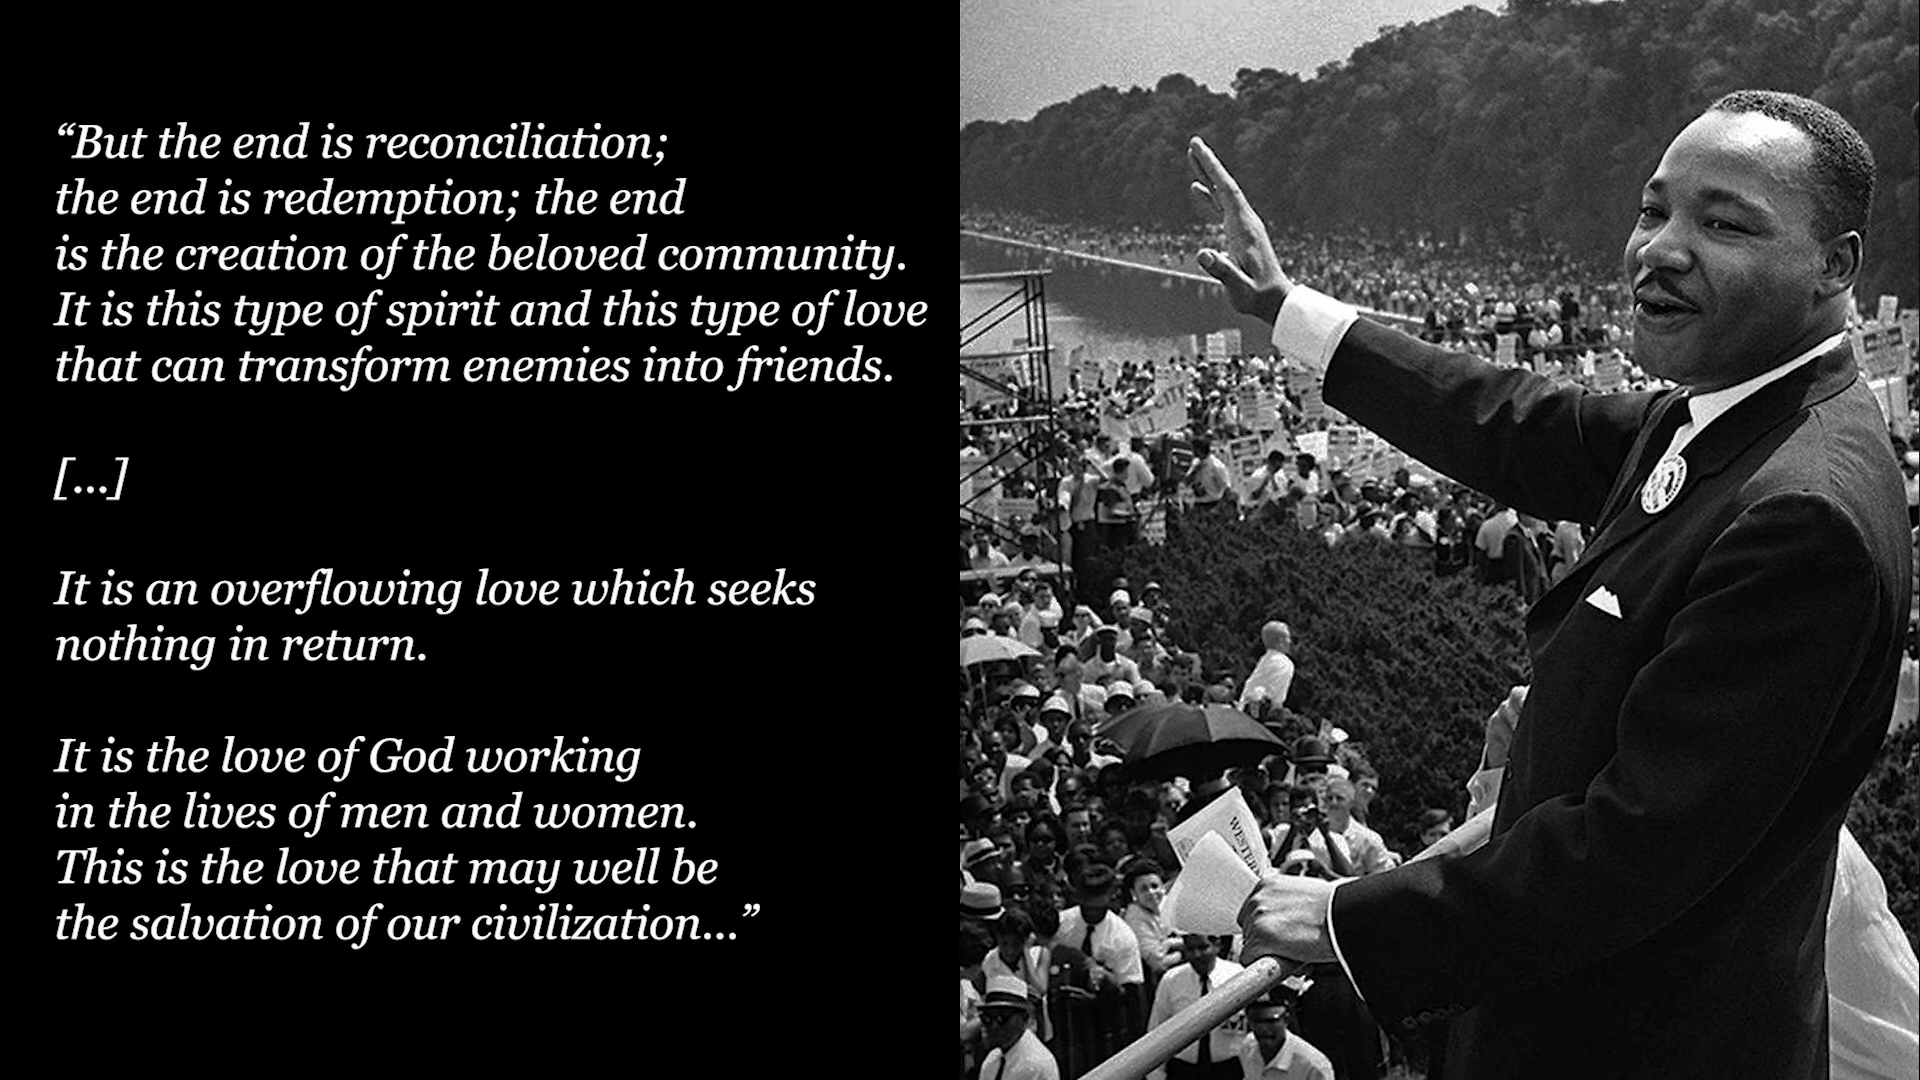 “But the end is reconciliation;
the end is redemption; the end
is the creation of the beloved community.
It is this type of spirit and this type of love
that can transform enemies into friends.
[...]
It is an overflowing love which seeks
nothing in return.
It is the love of God working
in the lives of men and women.
This is the love that may well be
the salvation of our civilization...”
WESTER